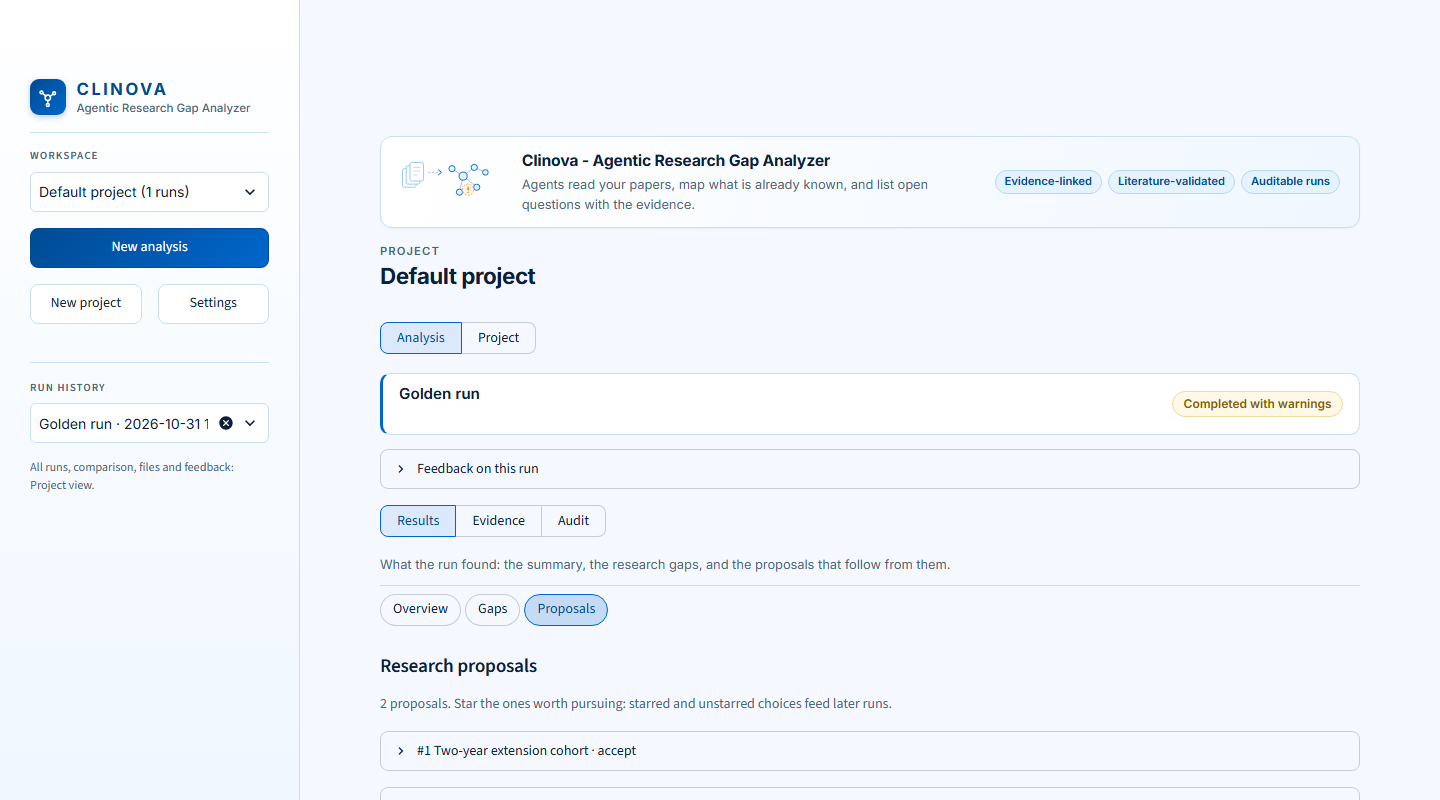 CLINOVA
Agentic Research Gap Analyzer
WORKSPACE
Default project (1 runs)
New analysis
New project
Settings
RUN HISTORY
Golden run · 2026-10-31 1
All runs, comparison, files and feedback:
Project view.
Clinova - Agentic Research Gap Analyzer
Agents read your papers, map what is already known, and list open
questions with the evidence.
Evidence-linked
Literature-validated
Auditable runs
PROJECT
Default project
Analysis
Project
Golden run
Completed with warnings
Feedback on this run
Results
Evidence
Audit
What the run found: the summary, the research gaps, and the proposals that follow from them.
Overview
Gaps
Proposals
Research proposals
2 proposals. Star the ones worth pursuing: starred and unstarred choices feed later runs.
#1 Two-year extension cohort · accept